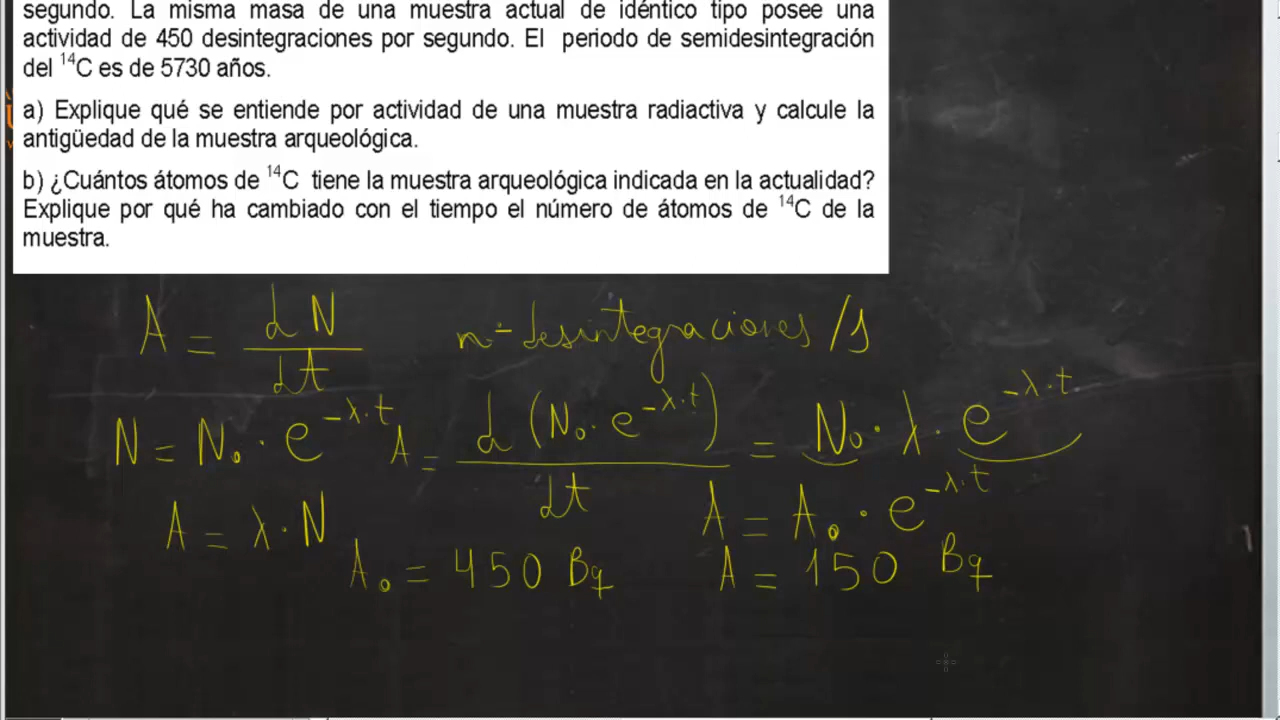 segundo. La misma masa de una muestra actual de idéntico tipo posee una
actividad de 450 desintegraciones por segundo. El periodo de semidesintegración
del ¹⁴C es de 5730 años.
a) Explique qué se entiende por actividad de una muestra radiactiva y calcule la
antigüedad de la muestra arqueológica.
b) ¿Cuántos átomos de ¹⁴C tiene la muestra arqueológica indicada en la actualidad?
Explique por qué ha cambiado con el tiempo el número de átomos de ¹⁴C de la
muestra.
A = dN/dt nº desintegraciones/s
N = N₀ · e^(-λ·t) A = d(N₀ · e^(-λ·t))/dt = N₀ · λ · e^(-λ·t)
A = λ · N A = A₀ · e^(-λ·t)
A₀ = 450 Bq A = 150 Bq